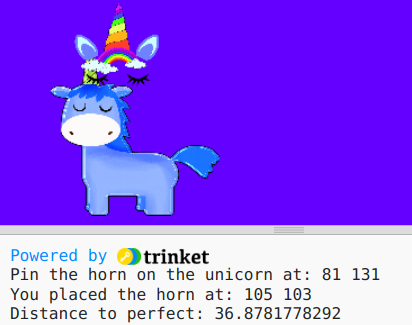 Powered by trinket
Pin the horn on the unicorn at: 81 131
You placed the horn at: 105 103
Distance to perfect: 36.8781778292